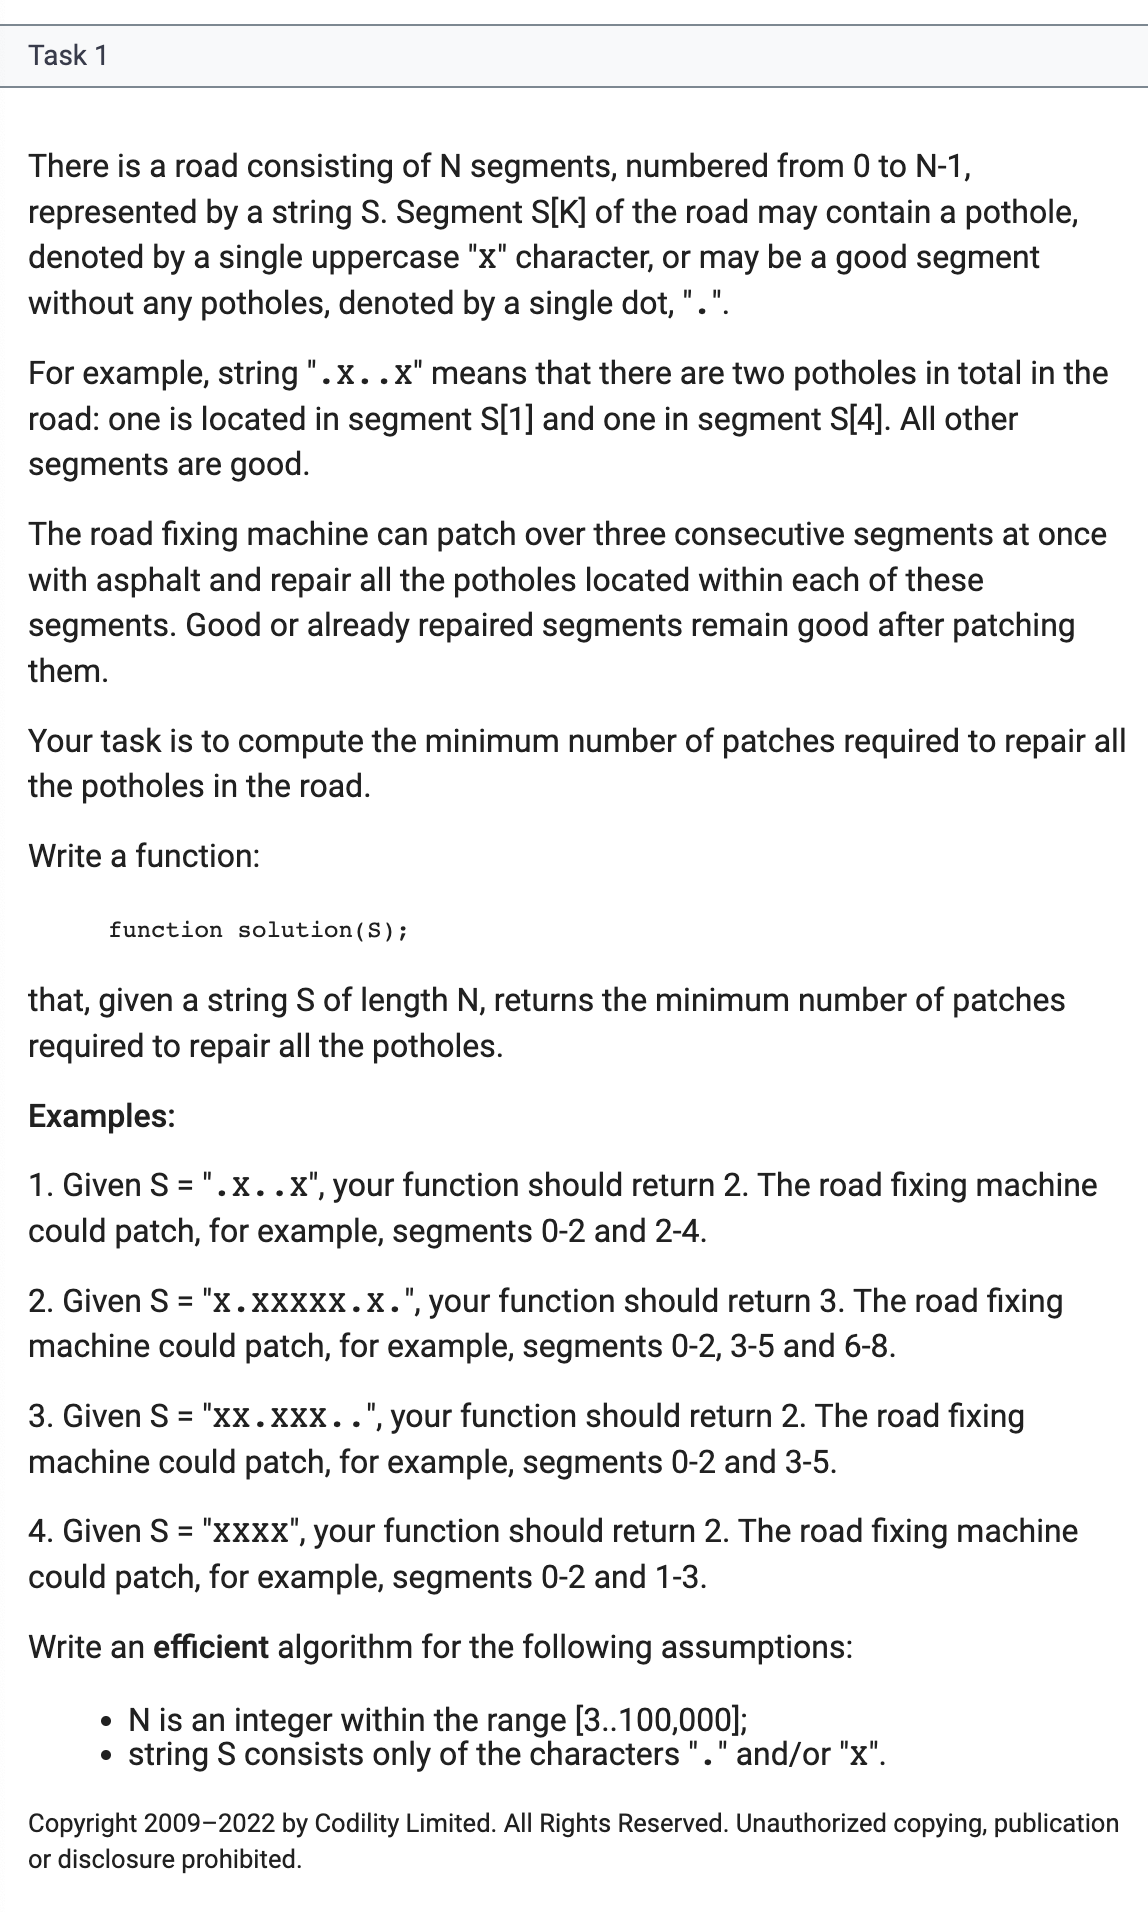 Task 1
There is a road consisting of N segments, numbered from 0 to N-1,
represented by a string S. Segment S[K] of the road may contain a pothole,
denoted by a single uppercase "x" character, or may be a good segment
without any potholes, denoted by a single dot, ".".
For example, string ".X..X" means that there are two potholes in total in the
road: one is located in segment S[1] and one in segment S[4]. All other
segments are good.
The road fixing machine can patch over three consecutive segments at once
with asphalt and repair all the potholes located within each of these
segments. Good or already repaired segments remain good after patching
them.
Your task is to compute the minimum number of patches required to repair all
the potholes in the road.
Write a function:
function solution(S);
that, given a string S of length N, returns the minimum number of patches
required to repair all the potholes.
Examples:
1. Given S = ".X..X", your function should return 2. The road fixing machine
could patch, for example, segments 0-2 and 2-4.
2. Given S = "X.XXXXX.X.", your function should return 3. The road fixing
machine could patch, for example, segments 0-2, 3-5 and 6-8.
3. Given S = "XX.XXX..", your function should return 2. The road fixing
machine could patch, for example, segments 0-2 and 3-5.
4. Given S = "XXXX", your function should return 2. The road fixing machine
could patch, for example, segments 0-2 and 1-3.
Write an efficient algorithm for the following assumptions:
• N is an integer within the range [3..100,000];
• string S consists only of the characters "." and/or "X".
Copyright 2009–2022 by Codility Limited. All Rights Reserved. Unauthorized copying, publication
or disclosure prohibited.